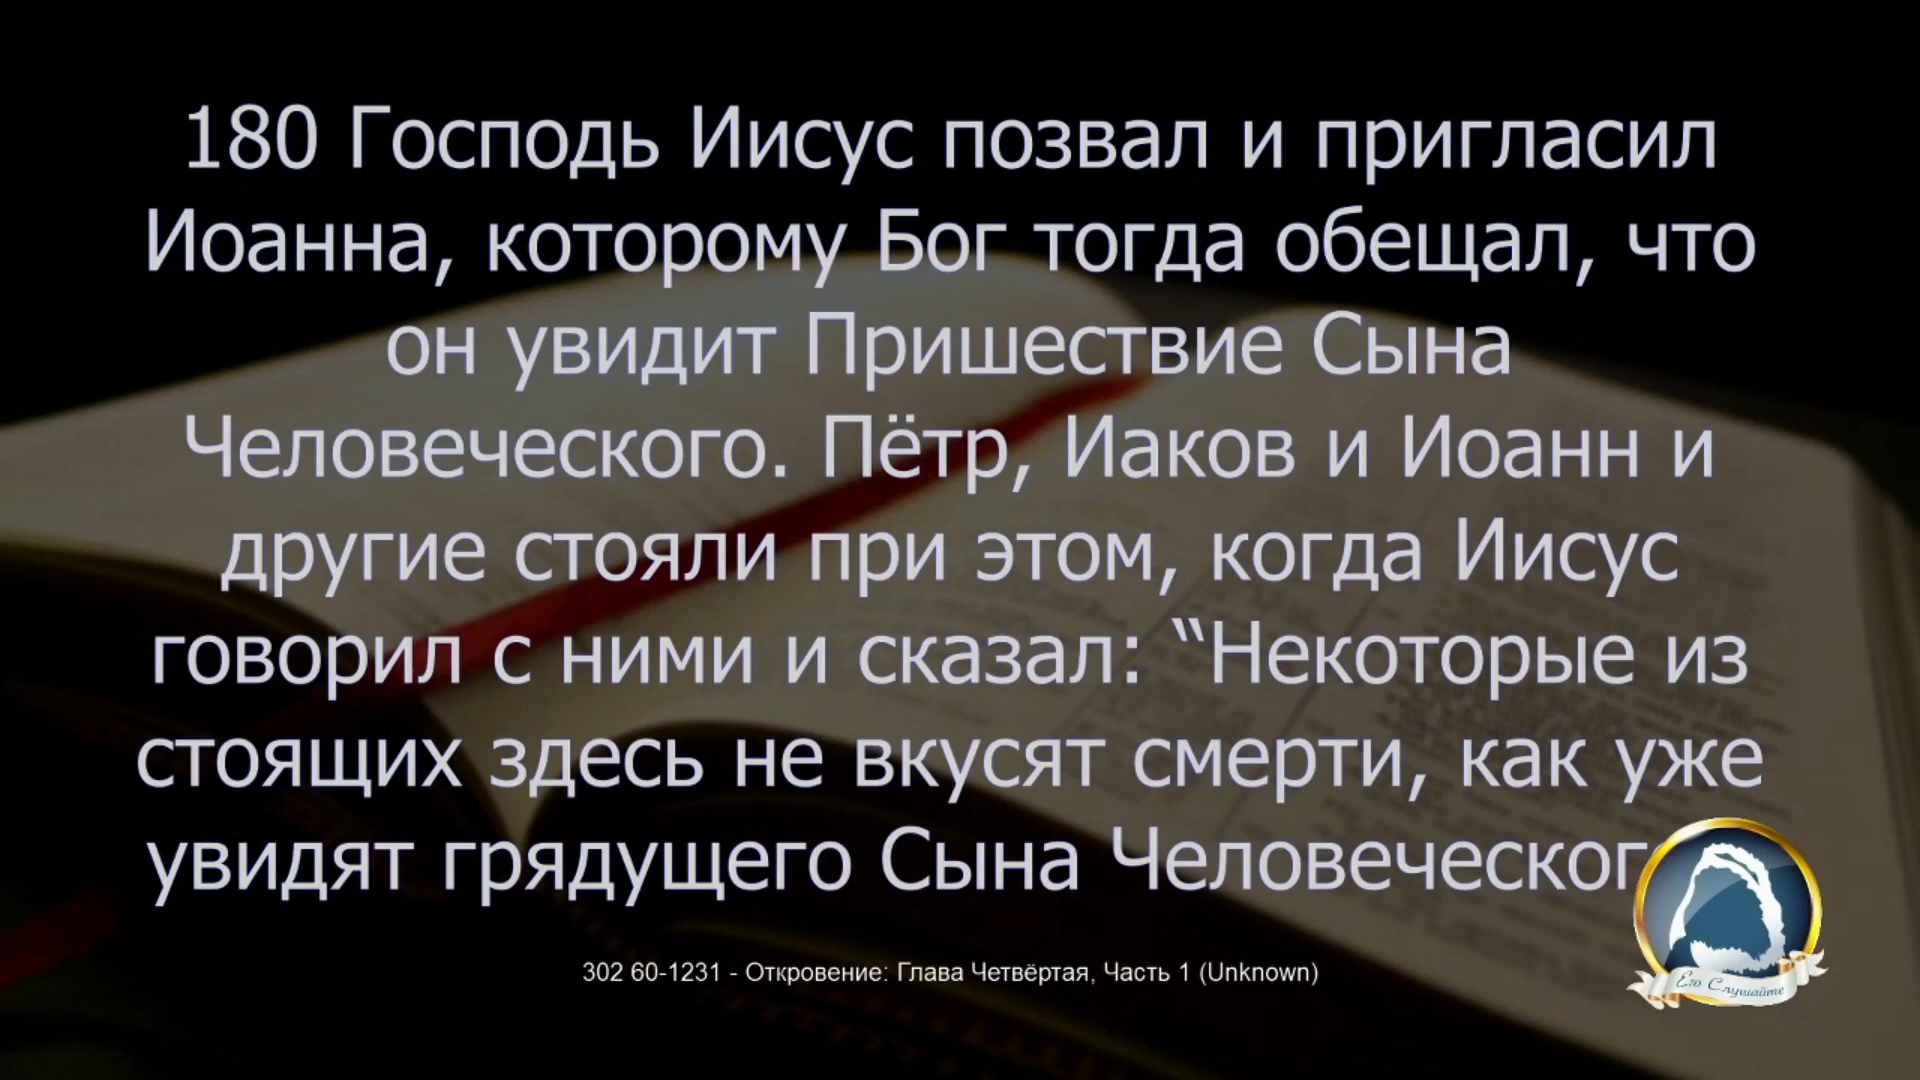 180 Господь Иисус позвал и пригласил
Иоанна, которому Бог тогда обещал, что
он увидит Пришествие Сына
Человеческого. Пётр, Иаков и Иоанн и
другие стояли при этом, когда Иисус
говорил с ними и сказал: “Некоторые из
стоящих здесь не вкусят смерти, как уже
увидят грядущего Сына
302 60-1231 - Откровение: Глава Четвёртая, Часть 1 (Unknown)
Его Слушайте